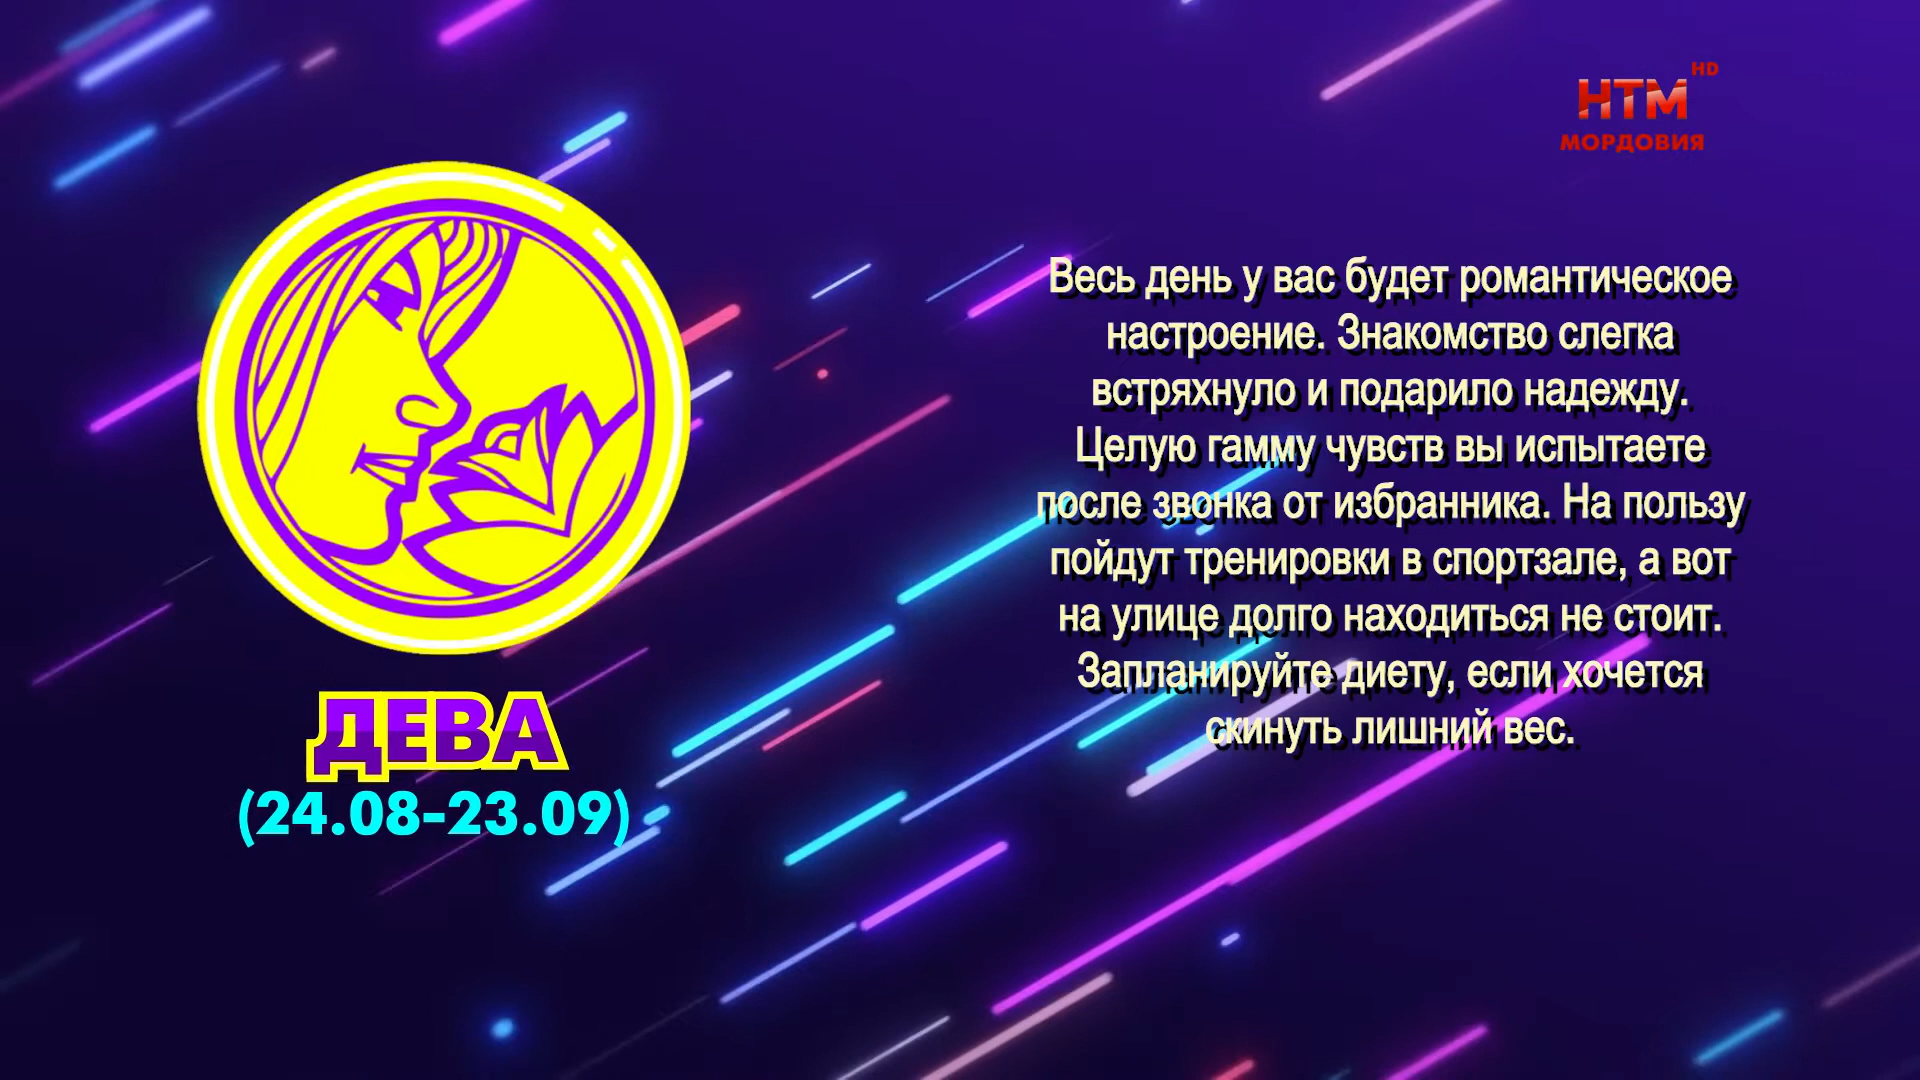 HD
НТМ
МОРДОВИЯ
Весь день у вас будет романтическое
настроение. Знакомство слегка
встряхнуло и подарило надежду.
Целую гамму чувств вы испытаете
после звонка от избранника. На пользу
пойдут тренировки в спортзале, а вот
на улице долго находиться не стоит.
Запланируйте диету, если хочется
скинуть лишний вес.
ДЕВА
(24.08-23.09)